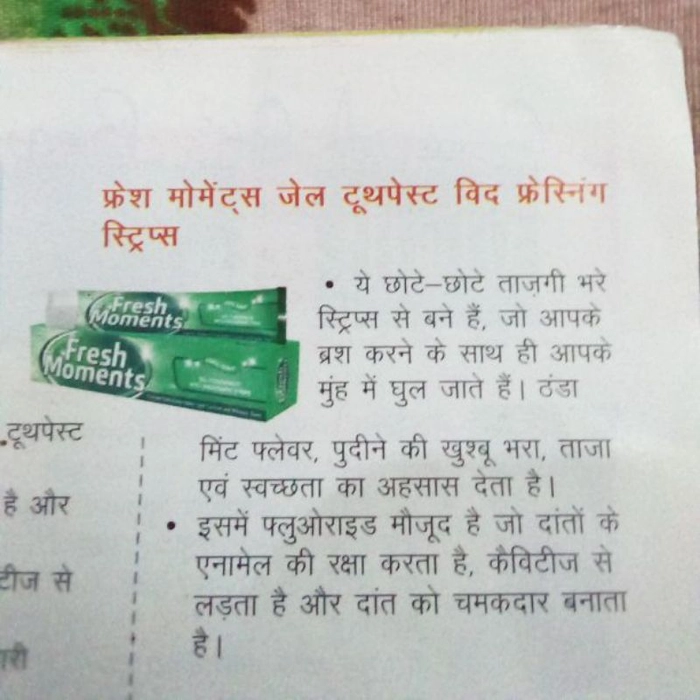 फ्रेश मोमेंट्स जेल टूथपेस्ट विद फ्रेस्निंग
स्ट्रिप्स
Fresh
Moments
Fresh
Moments
• ये छोटे–छोटे ताज़गी भरे
स्ट्रिप्स से बने हैं, जो आपके
ब्रश करने के साथ ही आपके
मुंह में घुल जाते हैं। ठंडा
मिंट फ्लेवर, पुदीने की खुश्बू भरा, ताजा
एवं स्वच्छता का अहसास देता है।
• इसमें फ्लुओराइड मौजूद है जो दांतों के
एनामेल की रक्षा करता है, कैविटीज से
लड़ता है और दांत को चमकदार बनाता
है।
टूथपेस्ट
है और
टीज से